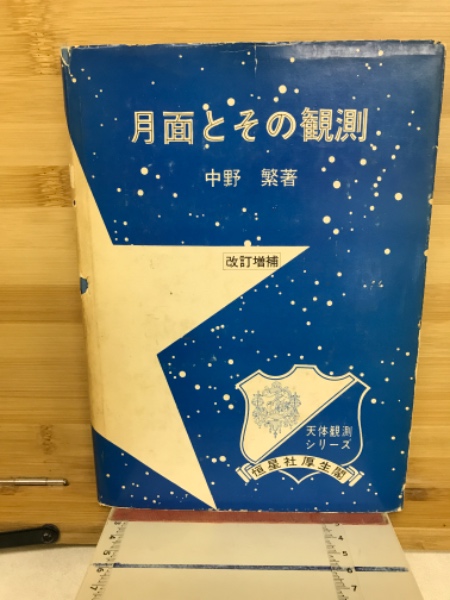 月面とその観測
中野 繁著
改訂増補
天体観測
シリーズ
恒星社厚生閣